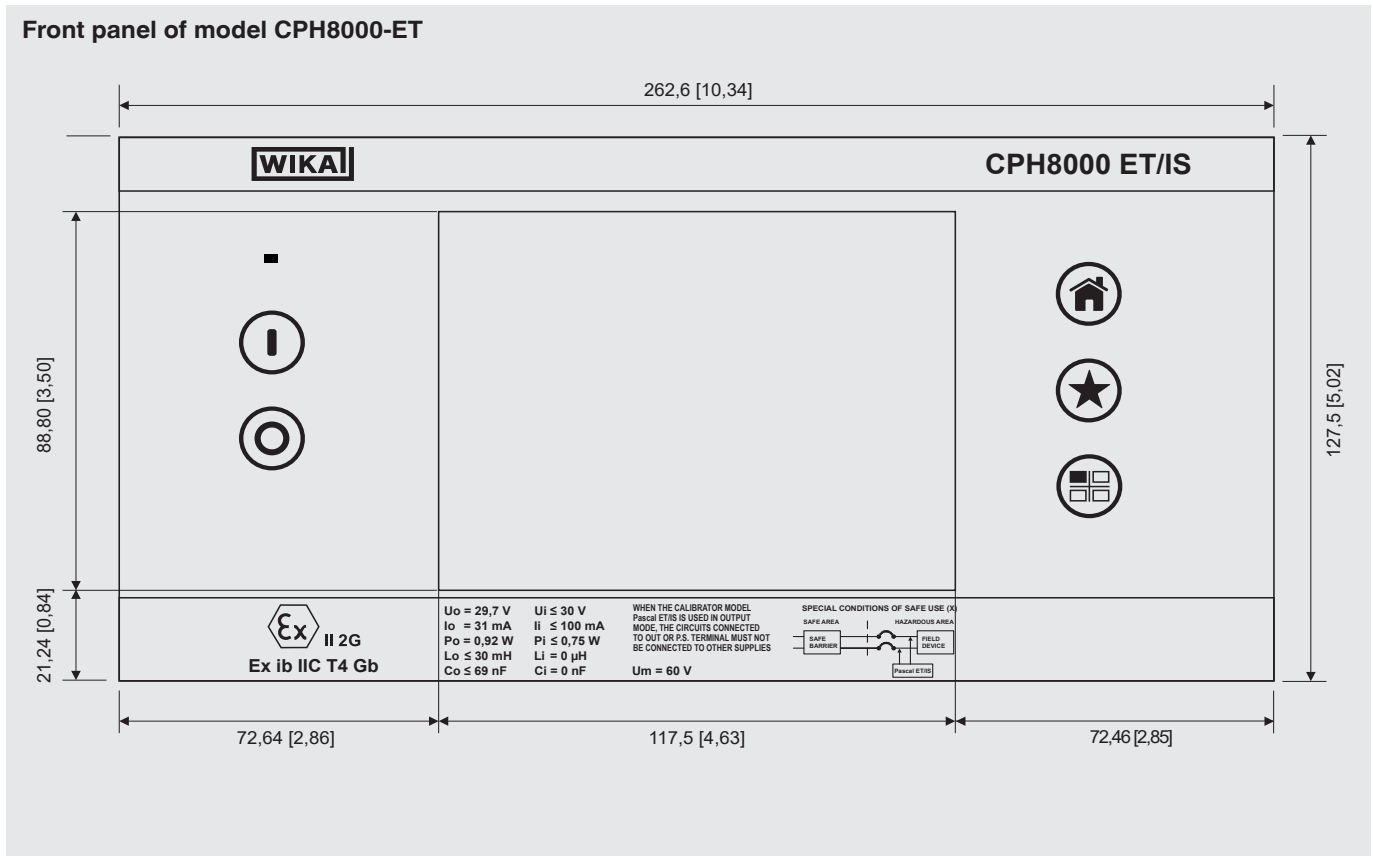 Front panel of model CPH8000-ET
262,6 [10,34]
WIKA
CPH8000 ET/IS
88,80 [3,50]
127,5 [5,02]
21,24 [0,84]
Ex II 2G
Ex ib IIC T4 Gb
Uo = 29,7 V Ui ≤ 30 V
Io = 31 mA Ii ≤ 100 mA
Po = 0,92 W Pi ≤ 0,75 W
Lo ≤ 30 mH Li = 0 µH
Co ≤ 69 nF Ci = 0 nF
WHEN THE CALIBRATOR MODEL
Pascal ET/IS IS USED IN OUTPUT
MODE, THE CIRCUITS CONNECTED
TO OUT OR P.S. TERMINAL MUST NOT
BE CONNECTED TO OTHER SUPPLIES
Um = 60 V
SPECIAL CONDITIONS OF SAFE USE (X)
SAFE AREA HAZARDOUS AREA
SAFE
BARRIER
FIELD
DEVICE
Pascal ET/IS
72,64 [2,86] 117,5 [4,63] 72,46 [2,85]